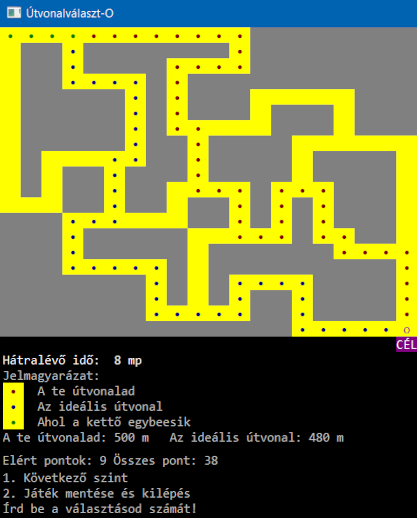 Útvonalválaszt-O
CÉL
Hátralévő idő: 8 mp
Jelmagyarázat:
A te útvonalad
Az ideális útvonal
Ahol a kettő egybeesik
A te útvonalad: 500 m Az ideális útvonal: 480 m
Elért pontok: 9 Összes pont: 38
1. Következő szint
2. Játék mentése és kilépés
Írd be a választásod számát!